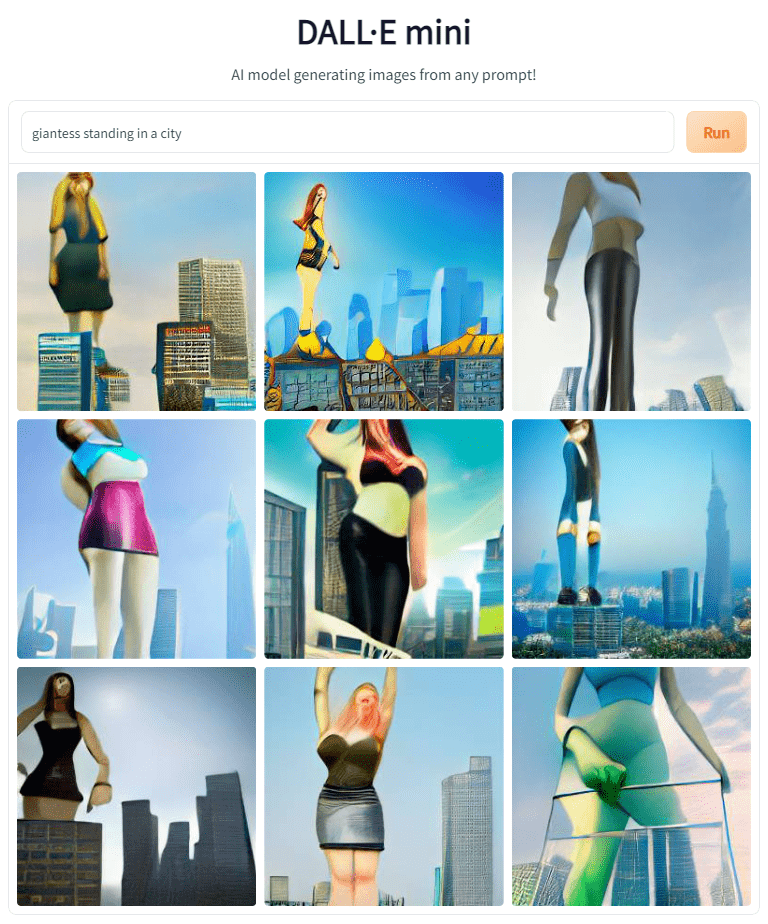 DALL·E mini
AI model generating images from any prompt!
giantess standing in a city
Run